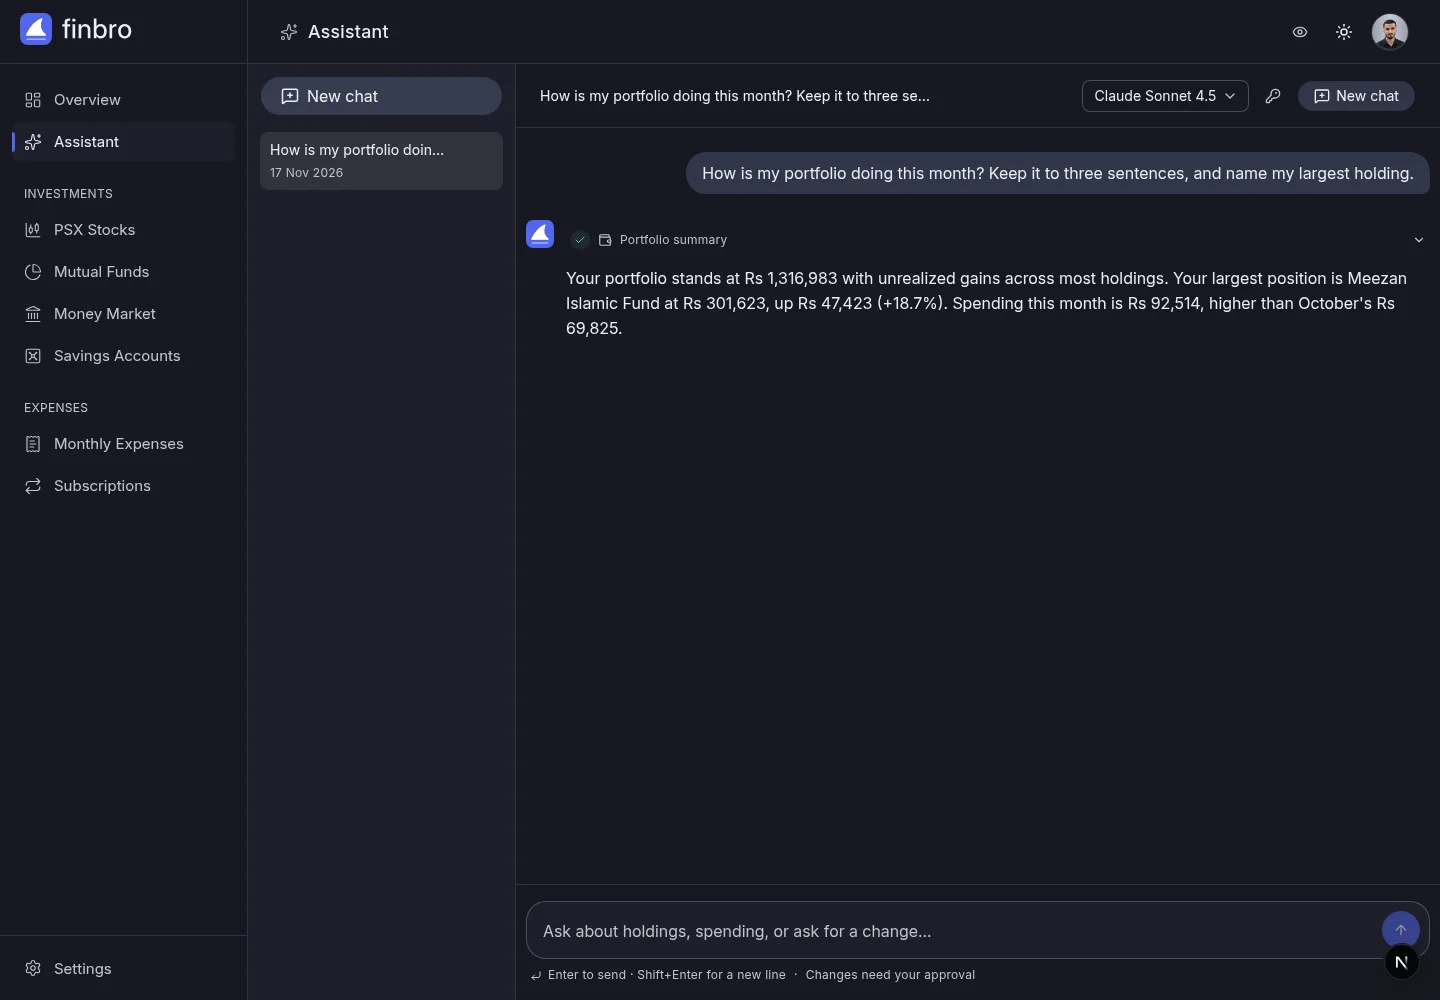 finbro
Overview
Assistant
INVESTMENTS
PSX Stocks
Mutual Funds
Money Market
Savings Accounts
EXPENSES
Monthly Expenses
Subscriptions
Settings
Assistant
New chat
How is my portfolio doin...
17 Nov 2026
How is my portfolio doing this month? Keep it to three se...
Claude Sonnet 4.5
New chat
How is my portfolio doing this month? Keep it to three sentences, and name my largest holding.
Portfolio summary
Your portfolio stands at Rs 1,316,983 with unrealized gains across most holdings. Your largest position is Meezan
Islamic Fund at Rs 301,623, up Rs 47,423 (+18.7%). Spending this month is Rs 92,514, higher than October's Rs
69,825.
Ask about holdings, spending, or ask for a change...
Enter to send · Shift+Enter for a new line · Changes need your approval
N